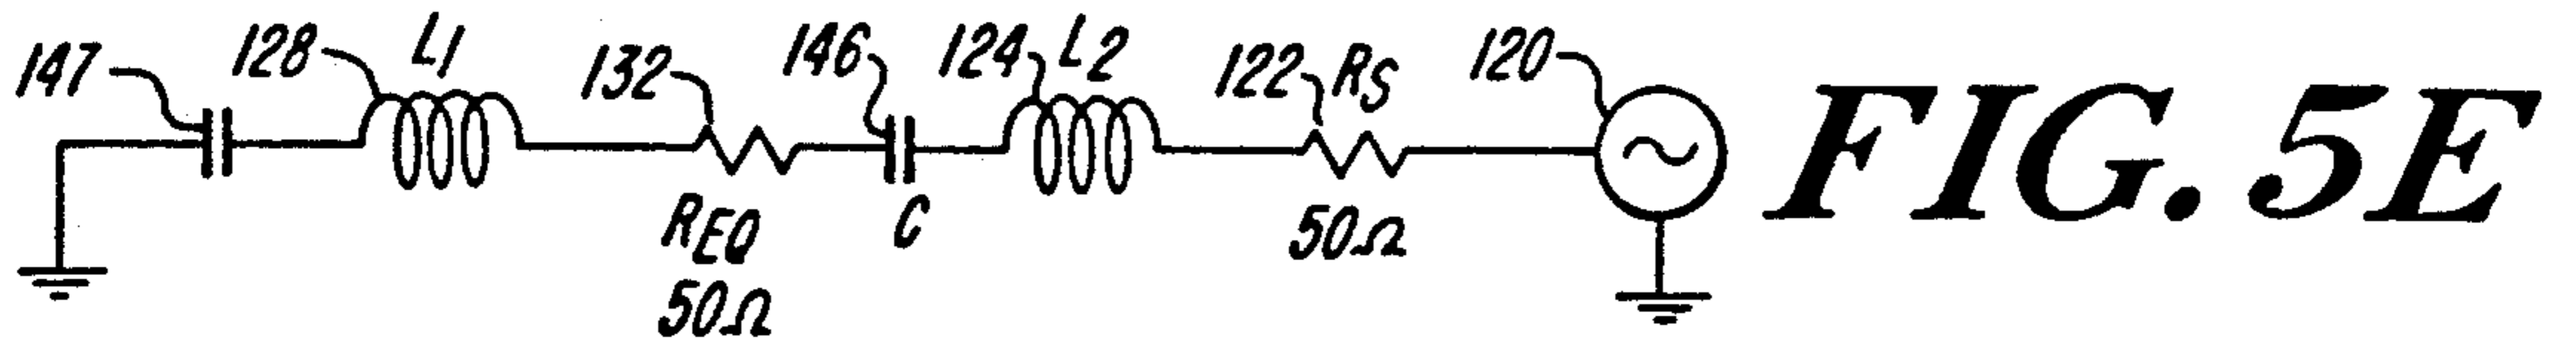 147 128 L1 132 146 124 L2 122 RS 120
REQ C 50Ω
50Ω
FIG. 5E